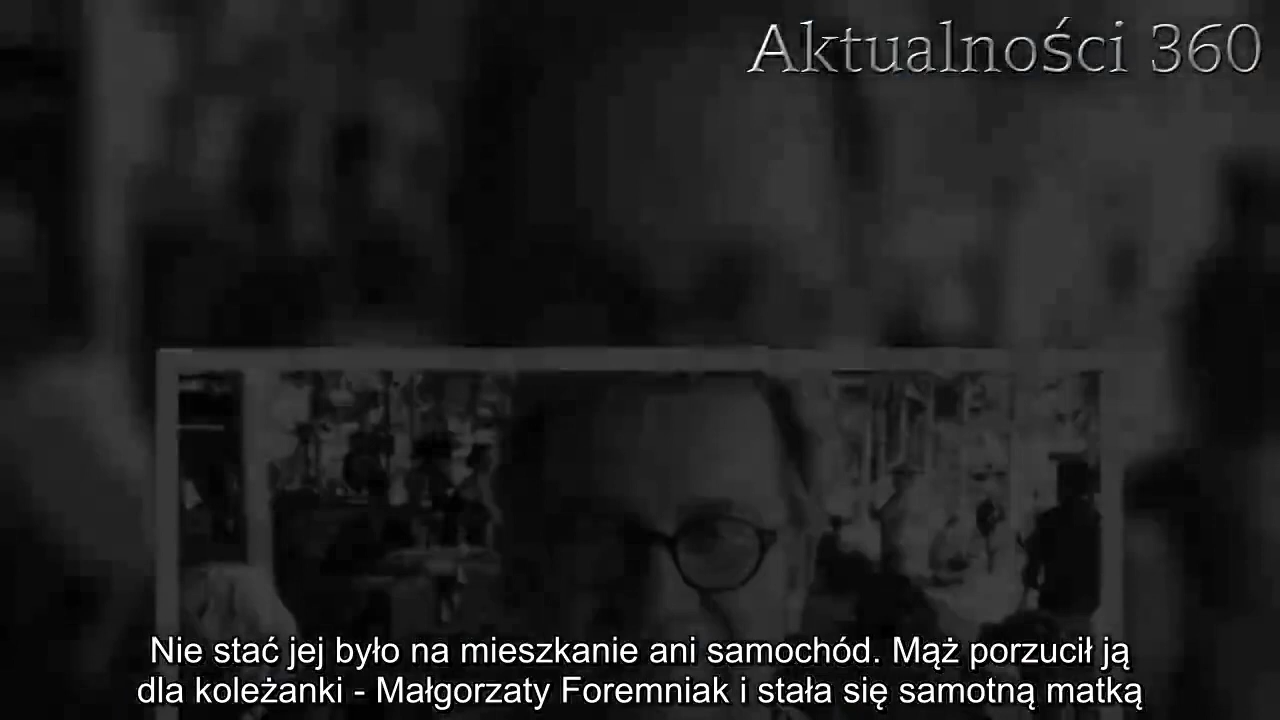 Aktualności 360
Nie stać jej było na mieszkanie ani samochód. Mąż porzucił ją
dla koleżanki - Małgorzaty Foremniak i stała się samotną matką